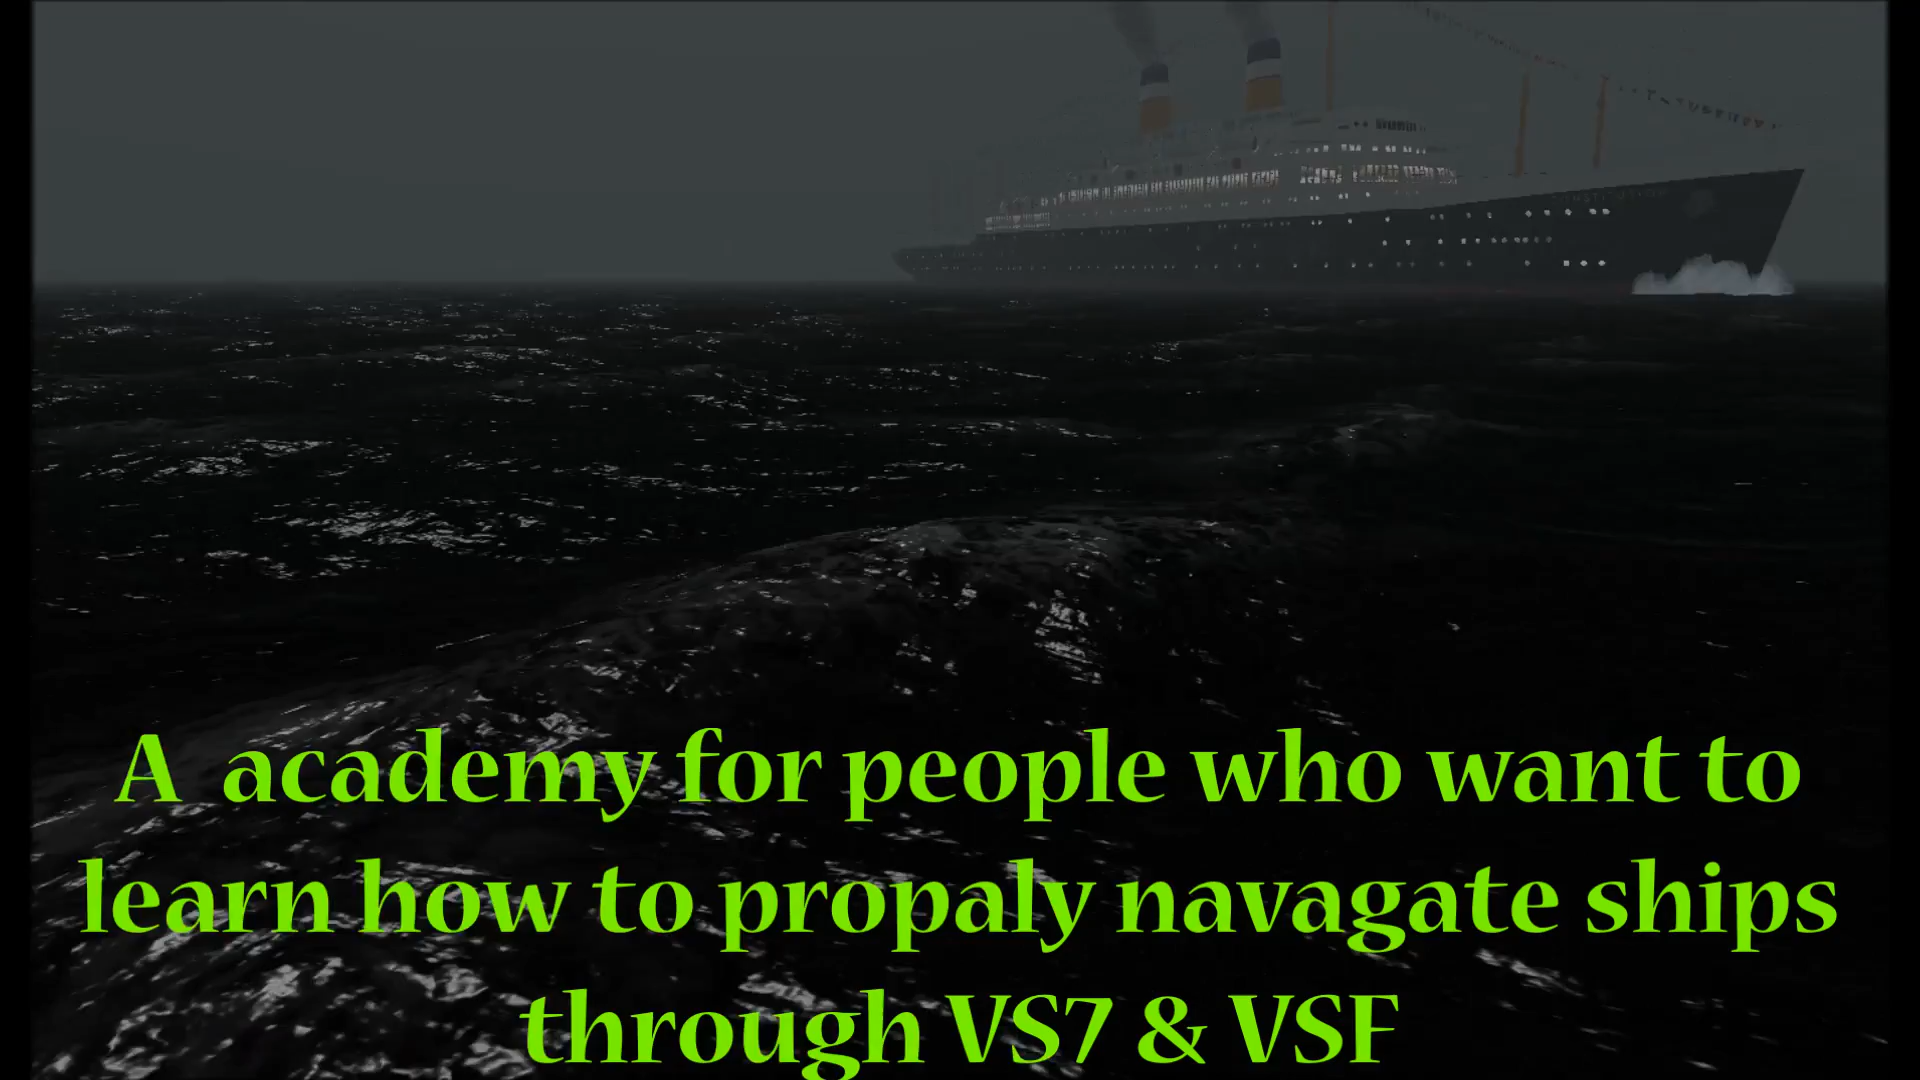 A academy for people who want to
learn how to propaly navagate ships
through VS7 & VSF